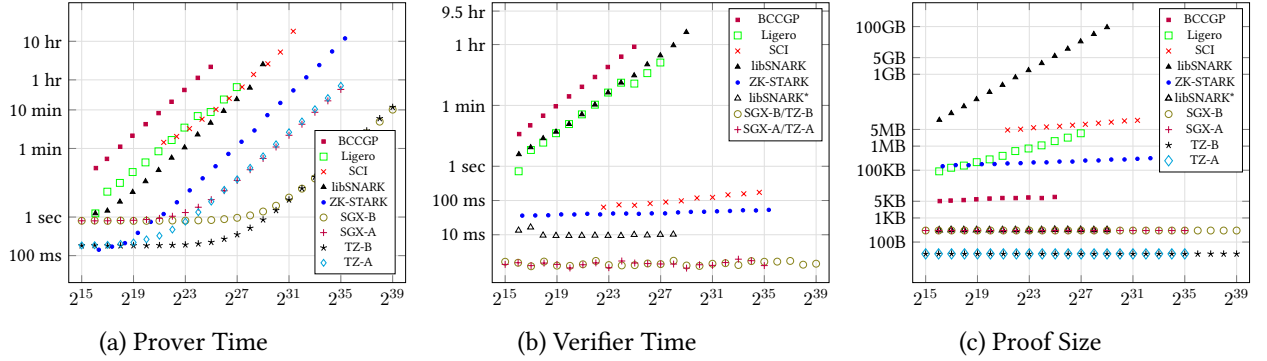 10 hr
1 hr
10 min
1 min
1 sec
100 ms
2^15 2^19 2^23 2^27 2^31 2^35 2^39
BCCGP
Ligero
SCI
libSNARK
ZK-STARK
SGX-B
SGX-A
TZ-B
TZ-A
(a) Prover Time
9.5 hr
1 hr
1 min
1 sec
100 ms
10 ms
2^15 2^19 2^23 2^27 2^31 2^35 2^39
BCCGP
Ligero
SCI
libSNARK
ZK-STARK
libSNARK*
SGX-B/TZ-B
SGX-A/TZ-A
(b) Verifier Time
100GB
5GB
1GB
5MB
1MB
100KB
5KB
1KB
100B
2^15 2^19 2^23 2^27 2^31 2^35 2^39
BCCGP
Ligero
SCI
libSNARK
ZK-STARK
libSNARK*
SGX-B
SGX-A
TZ-B
TZ-A
(c) Proof Size